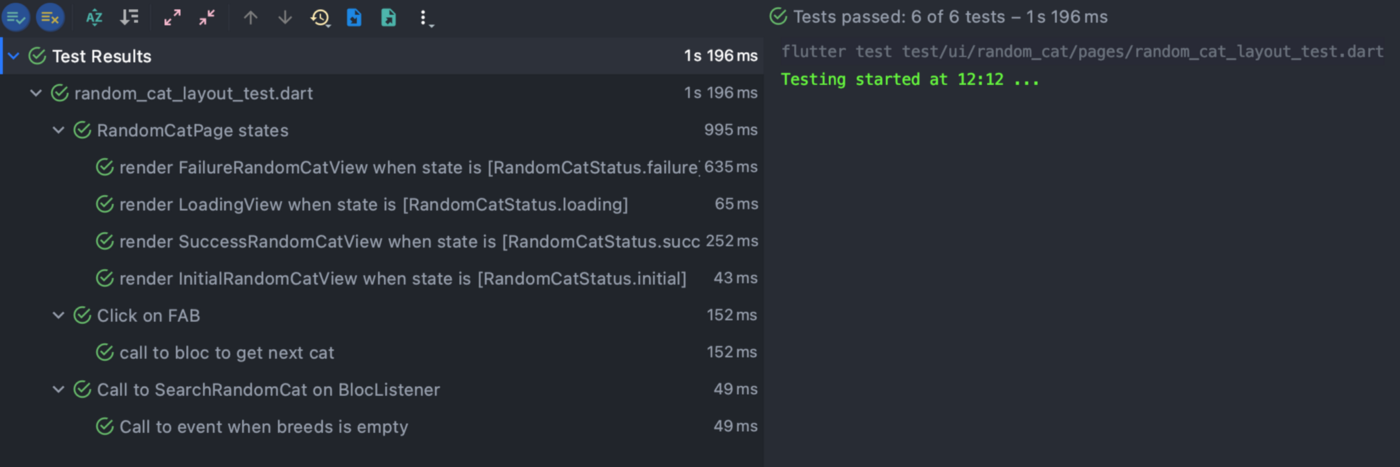 Tests passed: 6 of 6 tests – 1 s 196 ms
Test Results 1 s 196 ms
flutter test test/ui/random_cat/pages/random_cat_layout_test.dart
Testing started at 12:12 ...
random_cat_layout_test.dart 1 s 196 ms
RandomCatPage states 995 ms
render FailureRandomCatView when state is [RandomCatStatus.failure] 635 ms
render LoadingView when state is [RandomCatStatus.loading] 65 ms
render SuccessRandomCatView when state is [RandomCatStatus.succ 252 ms
render InitialRandomCatView when state is [RandomCatStatus.initial] 43 ms
Click on FAB 152 ms
call to bloc to get next cat 152 ms
Call to SearchRandomCat on BlocListener 49 ms
Call to event when breeds is empty 49 ms